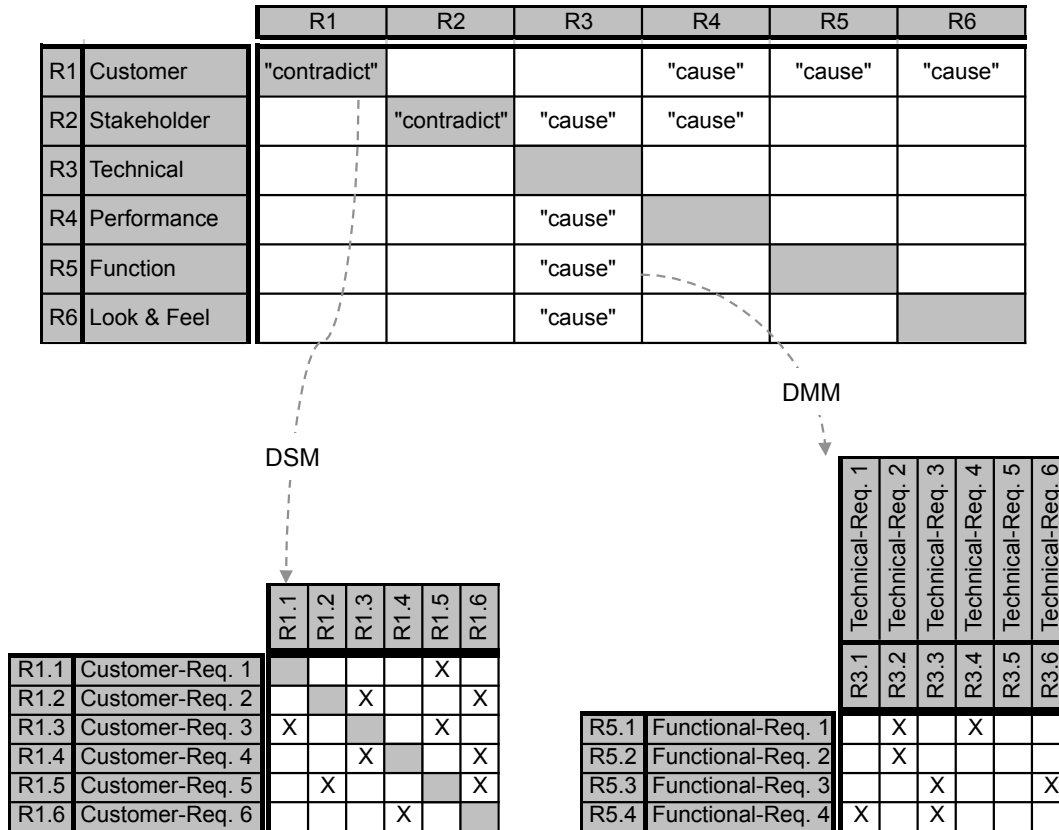 R1 R2 R3 R4 R5 R6
R1 Customer "contradict" "cause" "cause" "cause"
R2 Stakeholder "contradict" "cause" "cause"
R3 Technical
R4 Performance "cause"
R5 Function "cause"
R6 Look & Feel "cause"
DMM
DSM
Technical-Req. 1 Technical-Req. 2 Technical-Req. 3 Technical-Req. 4 Technical-Req. 5 Technical-Req. 6
R3.1 R3.2 R3.3 R3.4 R3.5 R3.6
R5.1 Functional-Req. 1 X X
R5.2 Functional-Req. 2 X
R5.3 Functional-Req. 3 X X
R5.4 Functional-Req. 4 X X
R1.1 R1.2 R1.3 R1.4 R1.5 R1.6
R1.1 Customer-Req. 1 X
R1.2 Customer-Req. 2 X X
R1.3 Customer-Req. 3 X X
R1.4 Customer-Req. 4 X X
R1.5 Customer-Req. 5 X X
R1.6 Customer-Req. 6 X